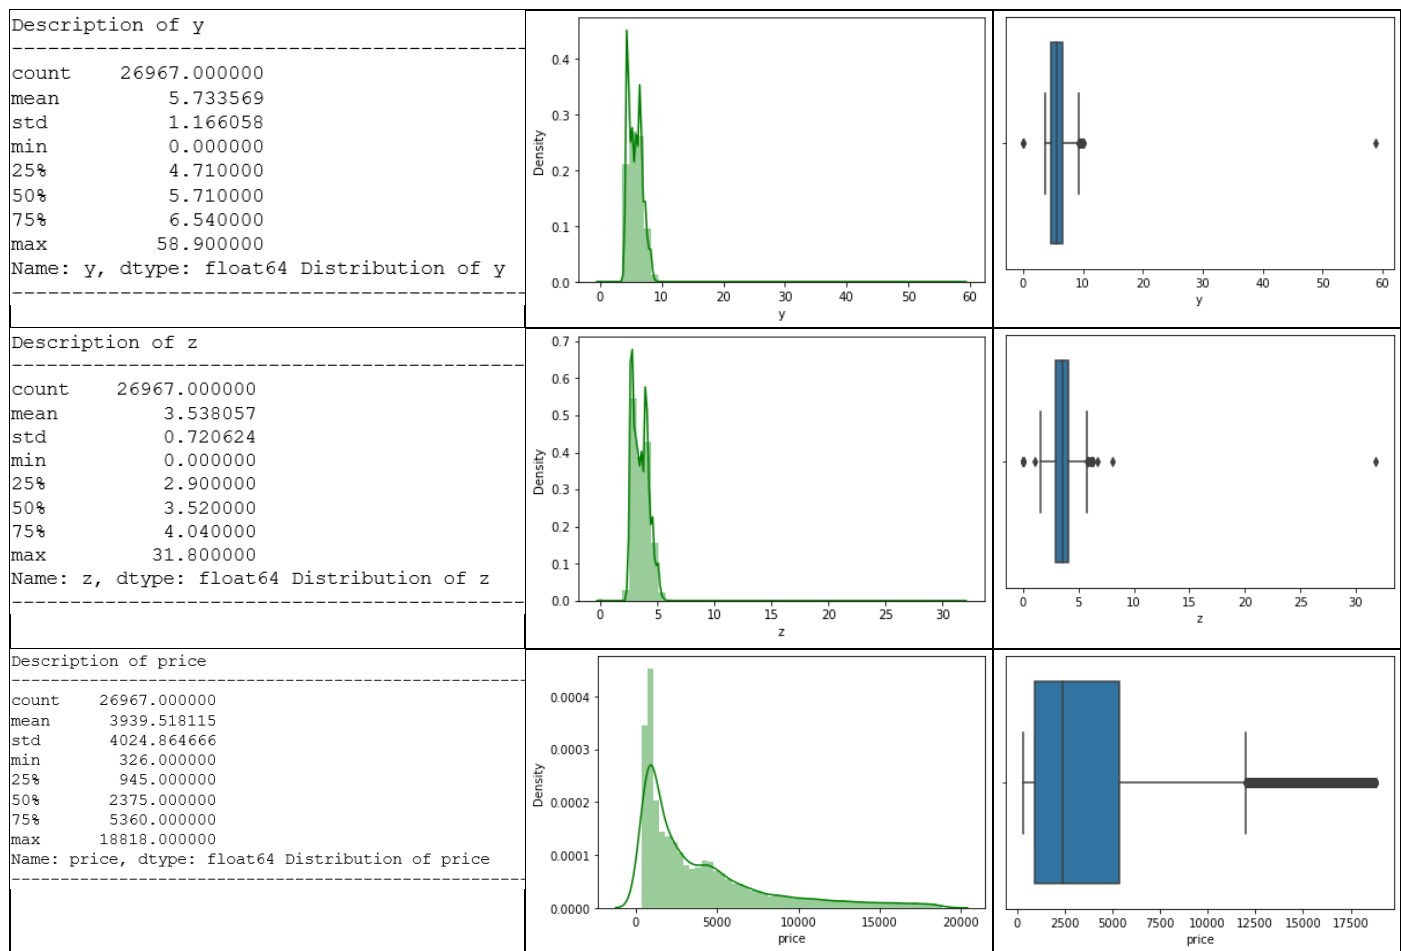 Description of y
------------------------------------------------
count 26967.000000
mean 5.733569
std 1.166058
min 0.000000
25% 4.710000
50% 5.710000
75% 6.540000
max 58.900000
Name: y, dtype: float64 Distribution of y
------------------------------------------------
0.4
0.3
0.2
0.1
0.0
Density
0 10 20 30 40 50 60
y
0 10 20 30 40 50 60
y
Description of z
------------------------------------------------
count 26967.000000
mean 3.538057
std 0.720624
min 0.000000
25% 2.900000
50% 3.520000
75% 4.040000
max 31.800000
Name: z, dtype: float64 Distribution of z
------------------------------------------------
0.7
0.6
0.5
0.4
0.3
0.2
0.1
0.0
Density
0 5 10 15 20 25 30
z
0 5 10 15 20 25 30
z
Description of price
------------------------------------------------
count 26967.000000
mean 3939.518115
std 4024.864666
min 326.000000
25% 945.000000
50% 2375.000000
75% 5360.000000
max 18818.000000
Name: price, dtype: float64 Distribution of price
------------------------------------------------
0.0004
0.0003
0.0002
0.0001
0.0000
Density
0 5000 10000 15000 20000
price
0 2500 5000 7500 10000 12500 15000 17500
price